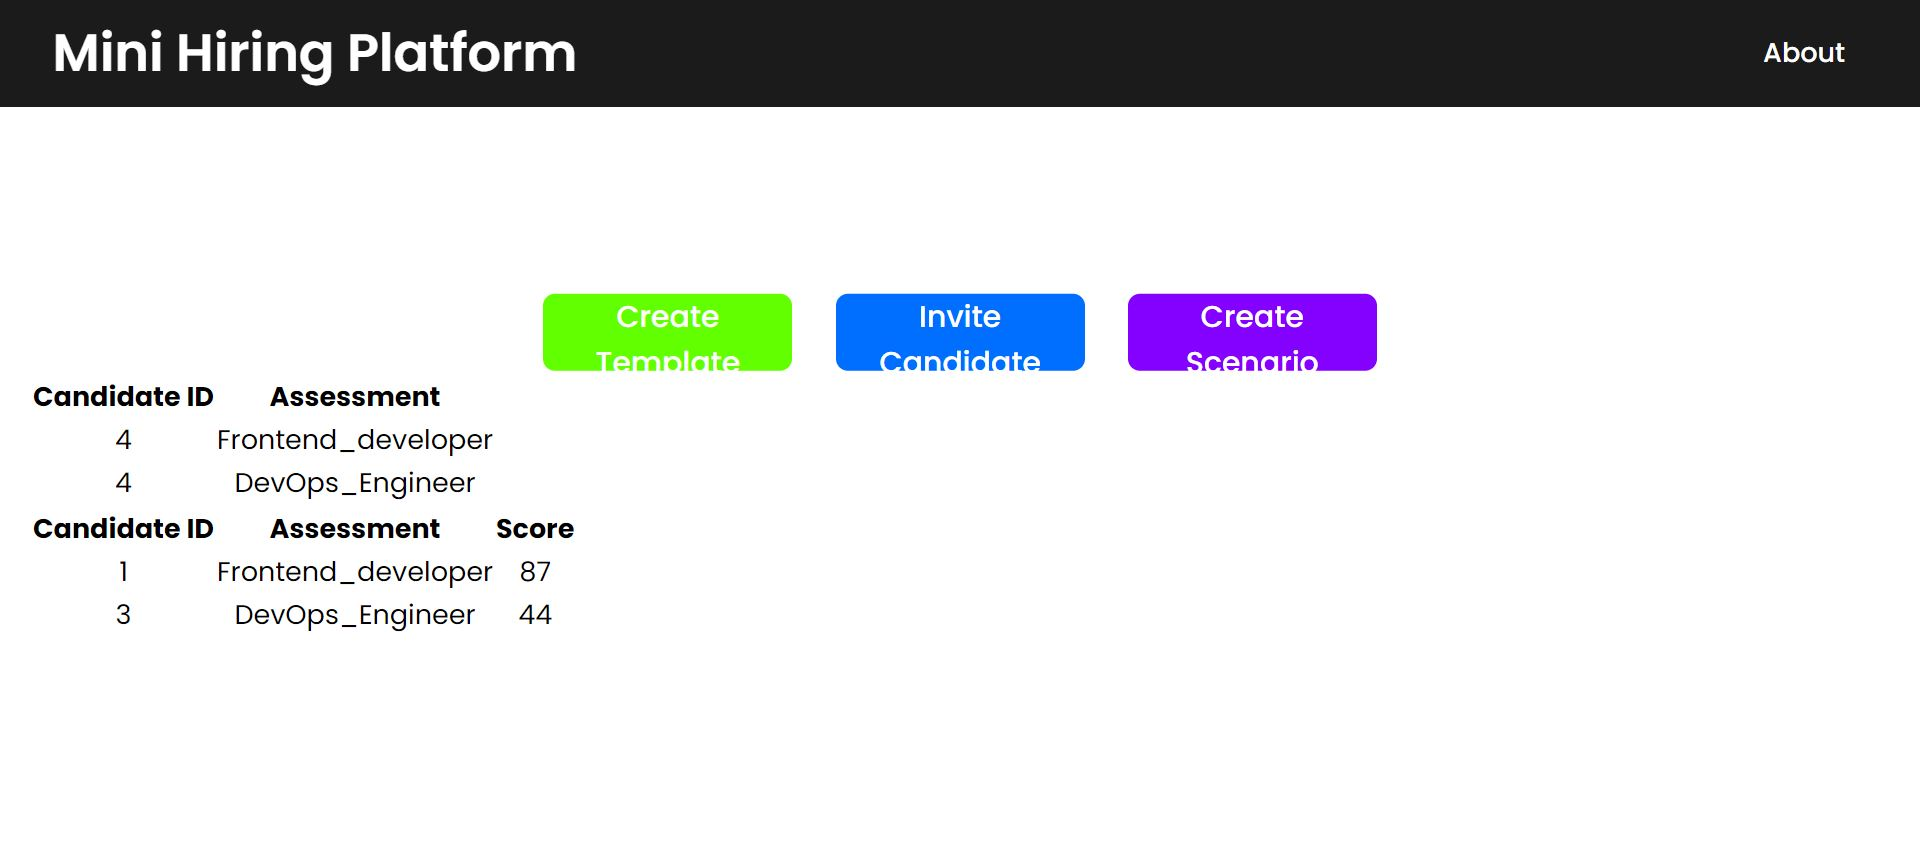 Mini Hiring Platform
About
Create
Template
Invite
Candidate
Create
Scenario
Candidate ID Assessment
4 Frontend_developer
4 DevOps_Engineer
Candidate ID Assessment Score
1 Frontend_developer 87
3 DevOps_Engineer 44